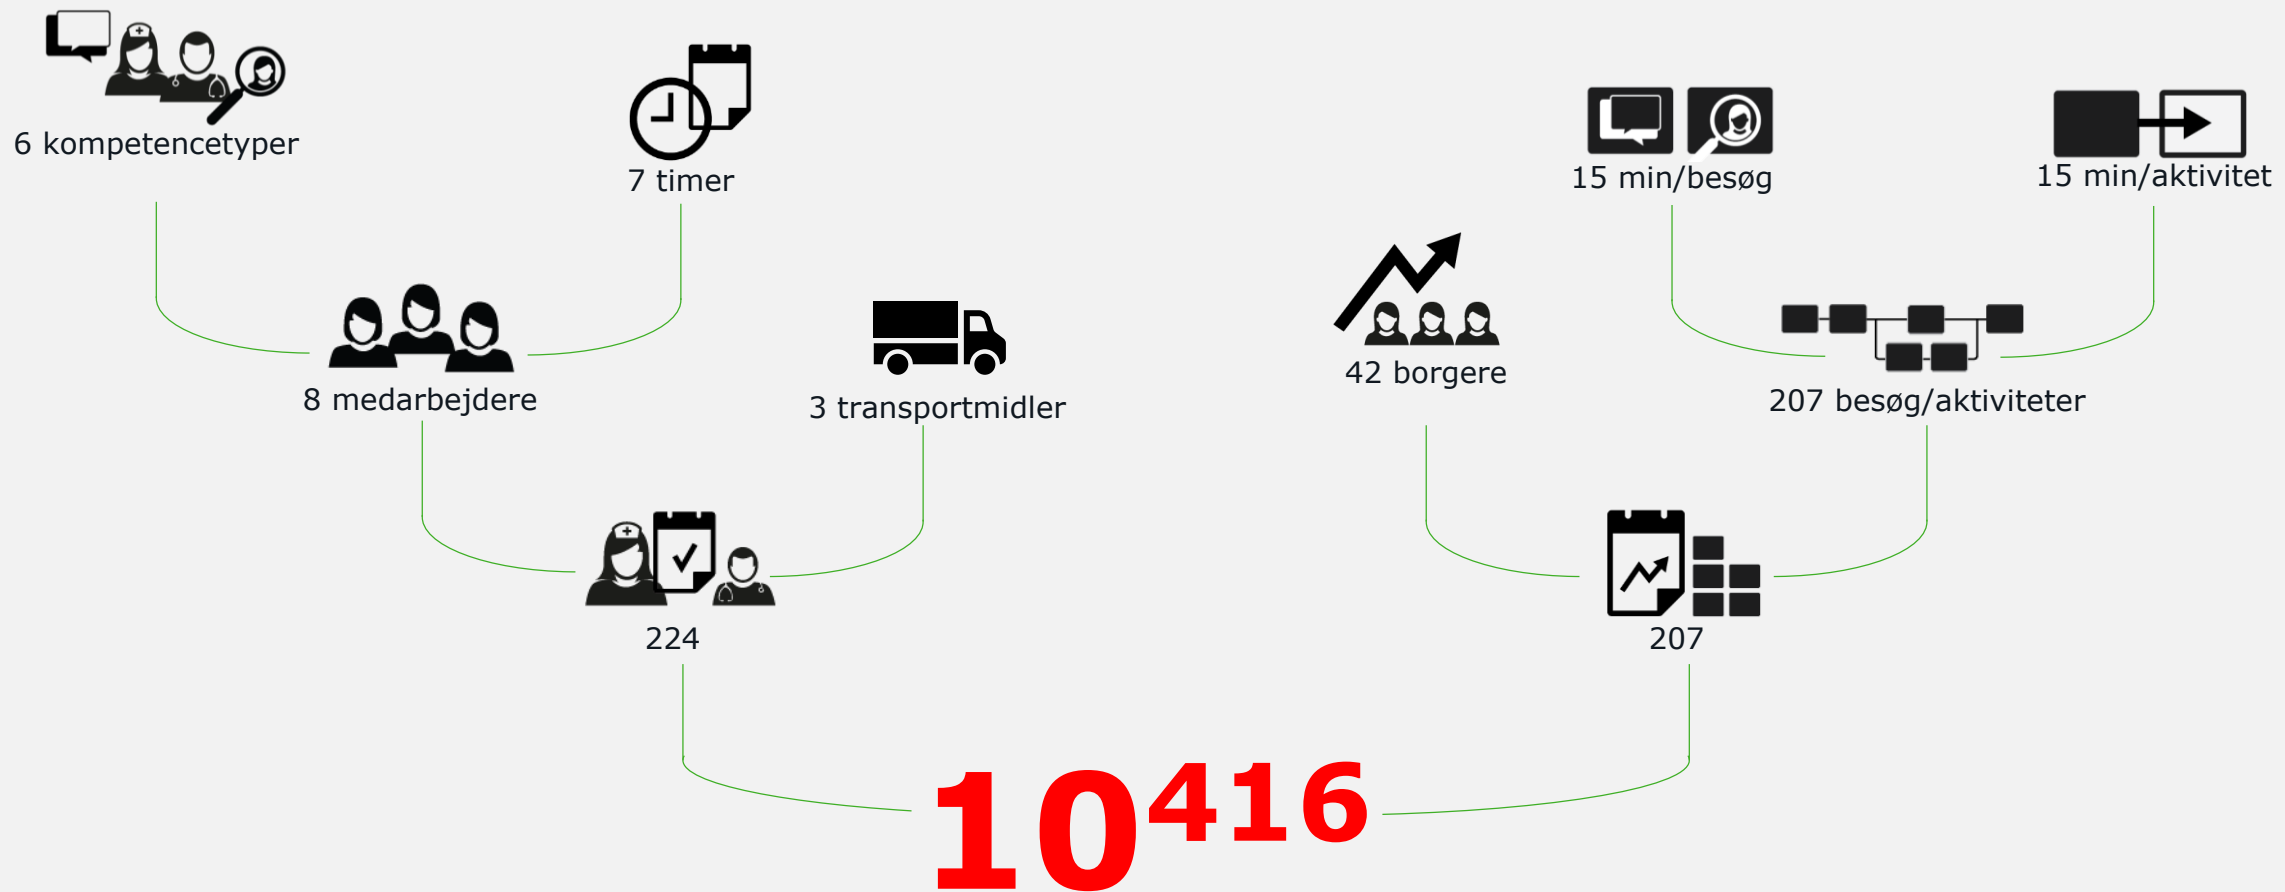 6 kompetencetyper
7 timer
15 min/besøg
15 min/aktivitet
8 medarbejdere
3 transportmidler
42 borgere
207 besøg/aktiviteter
224
207
10⁴¹⁶